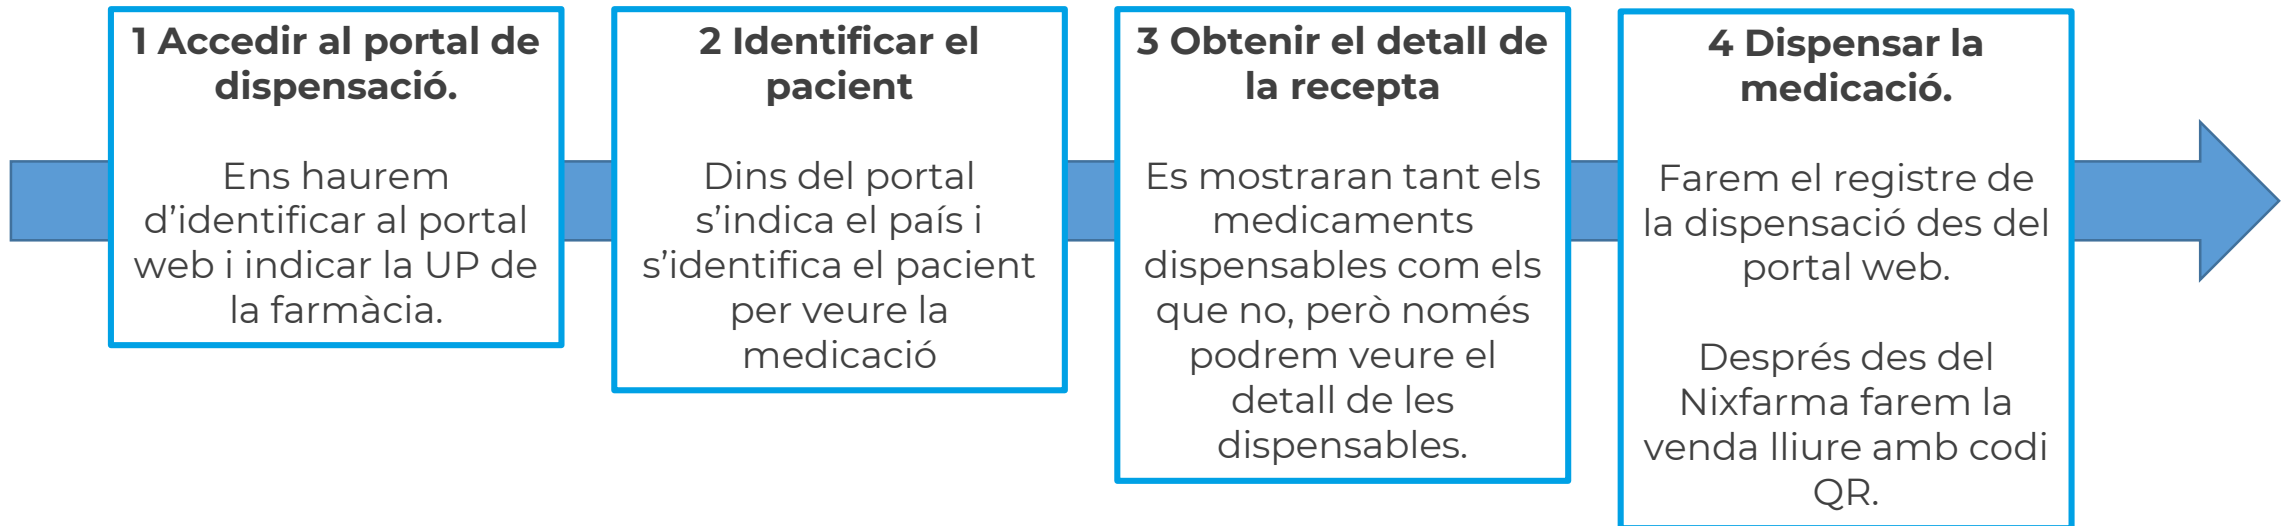 1 Accedir al portal de
dispensació.
Ens haurem
d’identificar al portal
web i indicar la UP de
la farmàcia.
2 Identificar el
pacient
Dins del portal
s’indica el país i
s’identifica el pacient
per veure la
medicació
3 Obtenir el detall de
la recepta
Es mostraran tant els
medicaments
dispensables com els
que no, però només
podrem veure el
detall de les
dispensables.
4 Dispensar la
medicació.
Farem el registre de
la dispensació des del
portal web.
Després des del
Nixfarma farem la
venda lliure amb codi
QR.